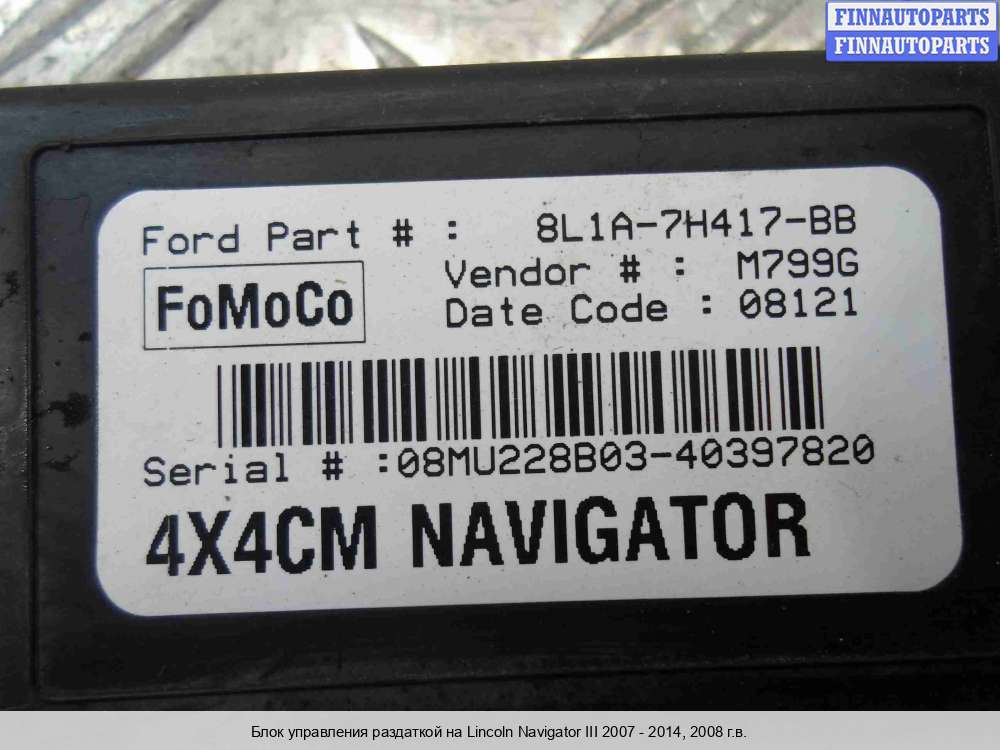 FINNAUTOPARTS
FINNAUTOPARTS
Ford Part # : 8L1A-7H417-BB
FoMoCo
Vendor # : M799G
Date Code : 08121
Serial # :08MU228B03-40397820
4X4CM NAVIGATOR
Блок управления раздаткой на Lincoln Navigator III 2007 - 2014, 2008 г.в.